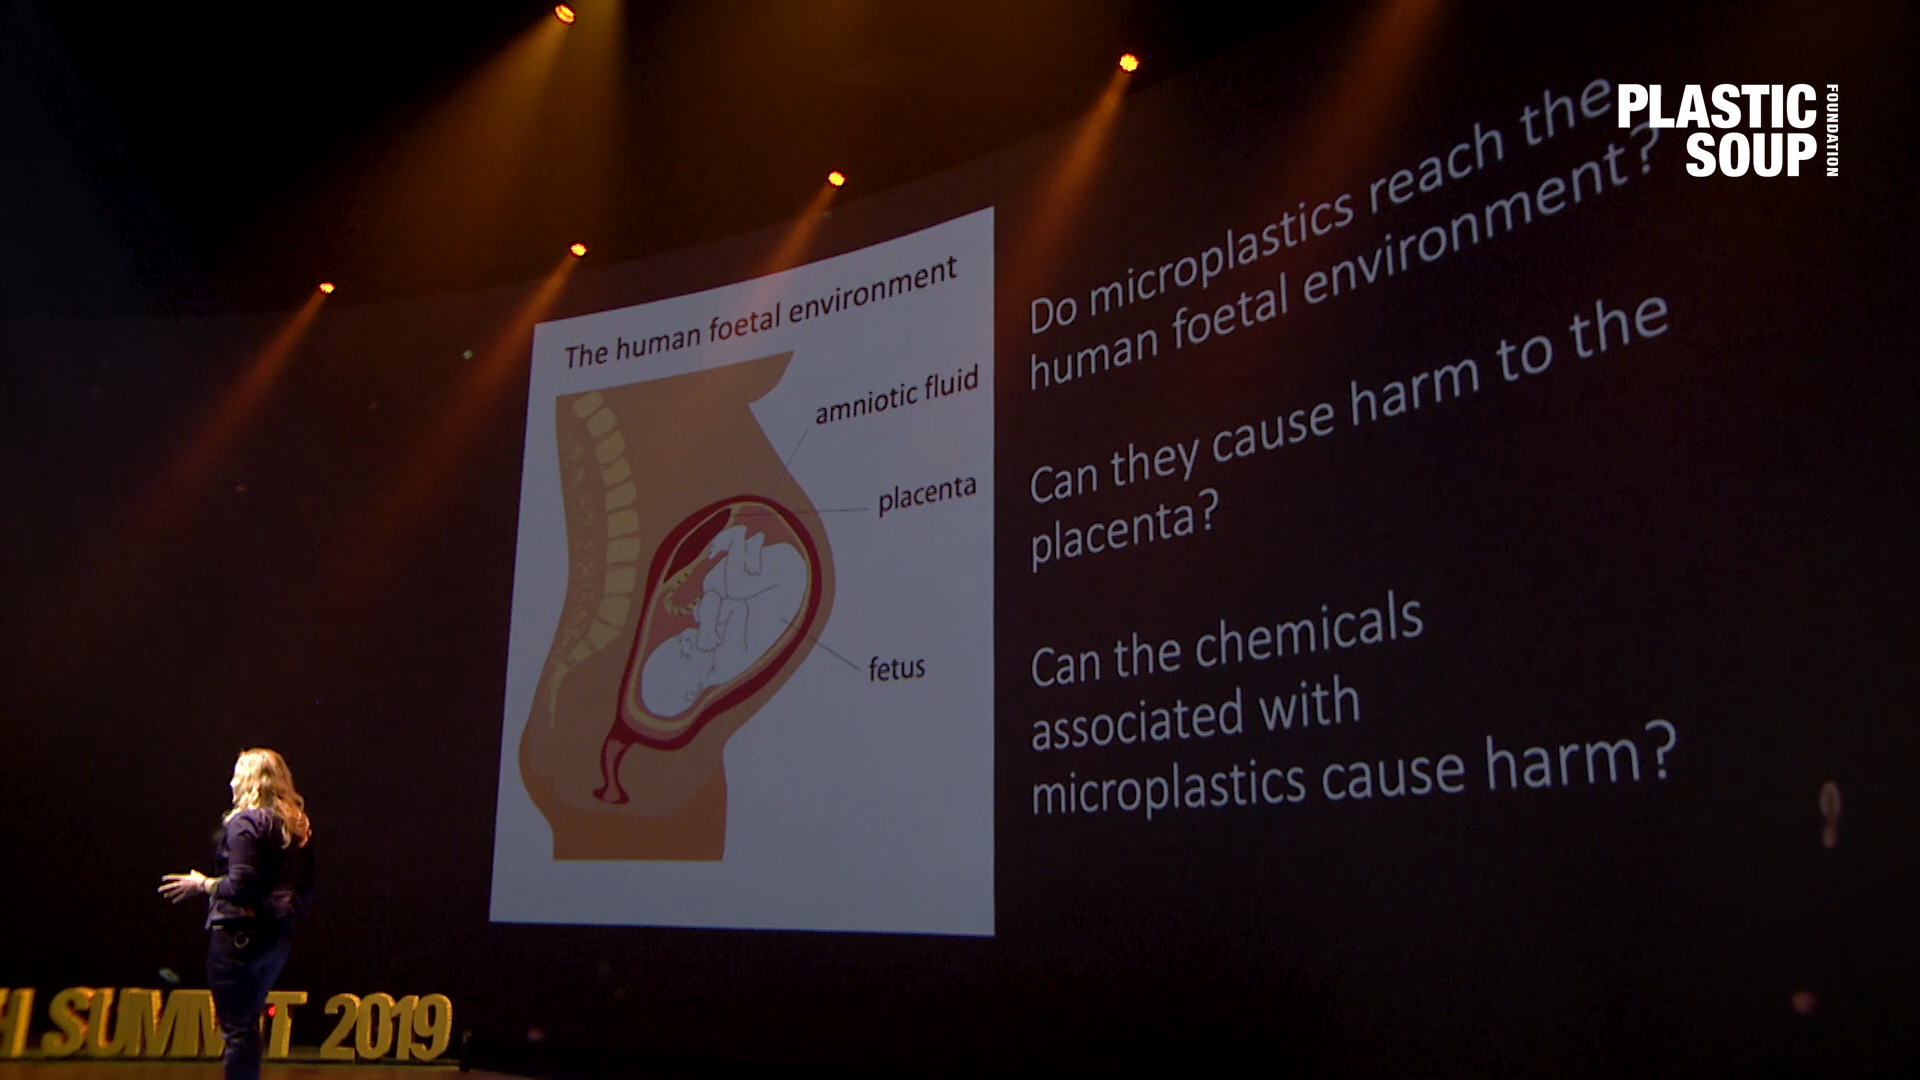 PLASTIC
SOUP
FOUNDATION
The human foetal environment
amniotic fluid
placenta
fetus
Do microplastics reach the
human foetal environment?
Can they cause harm to the
placenta?
Can the chemicals
associated with
microplastics cause harm?
H SUMMIT 2019